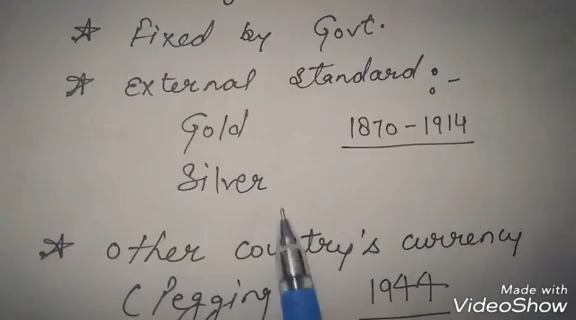 * Fixed by Govt.
* External Standard:-
Gold 1870-1914
Silver
* Other country's currency
(Pegging 1944
Made with
VideoShow